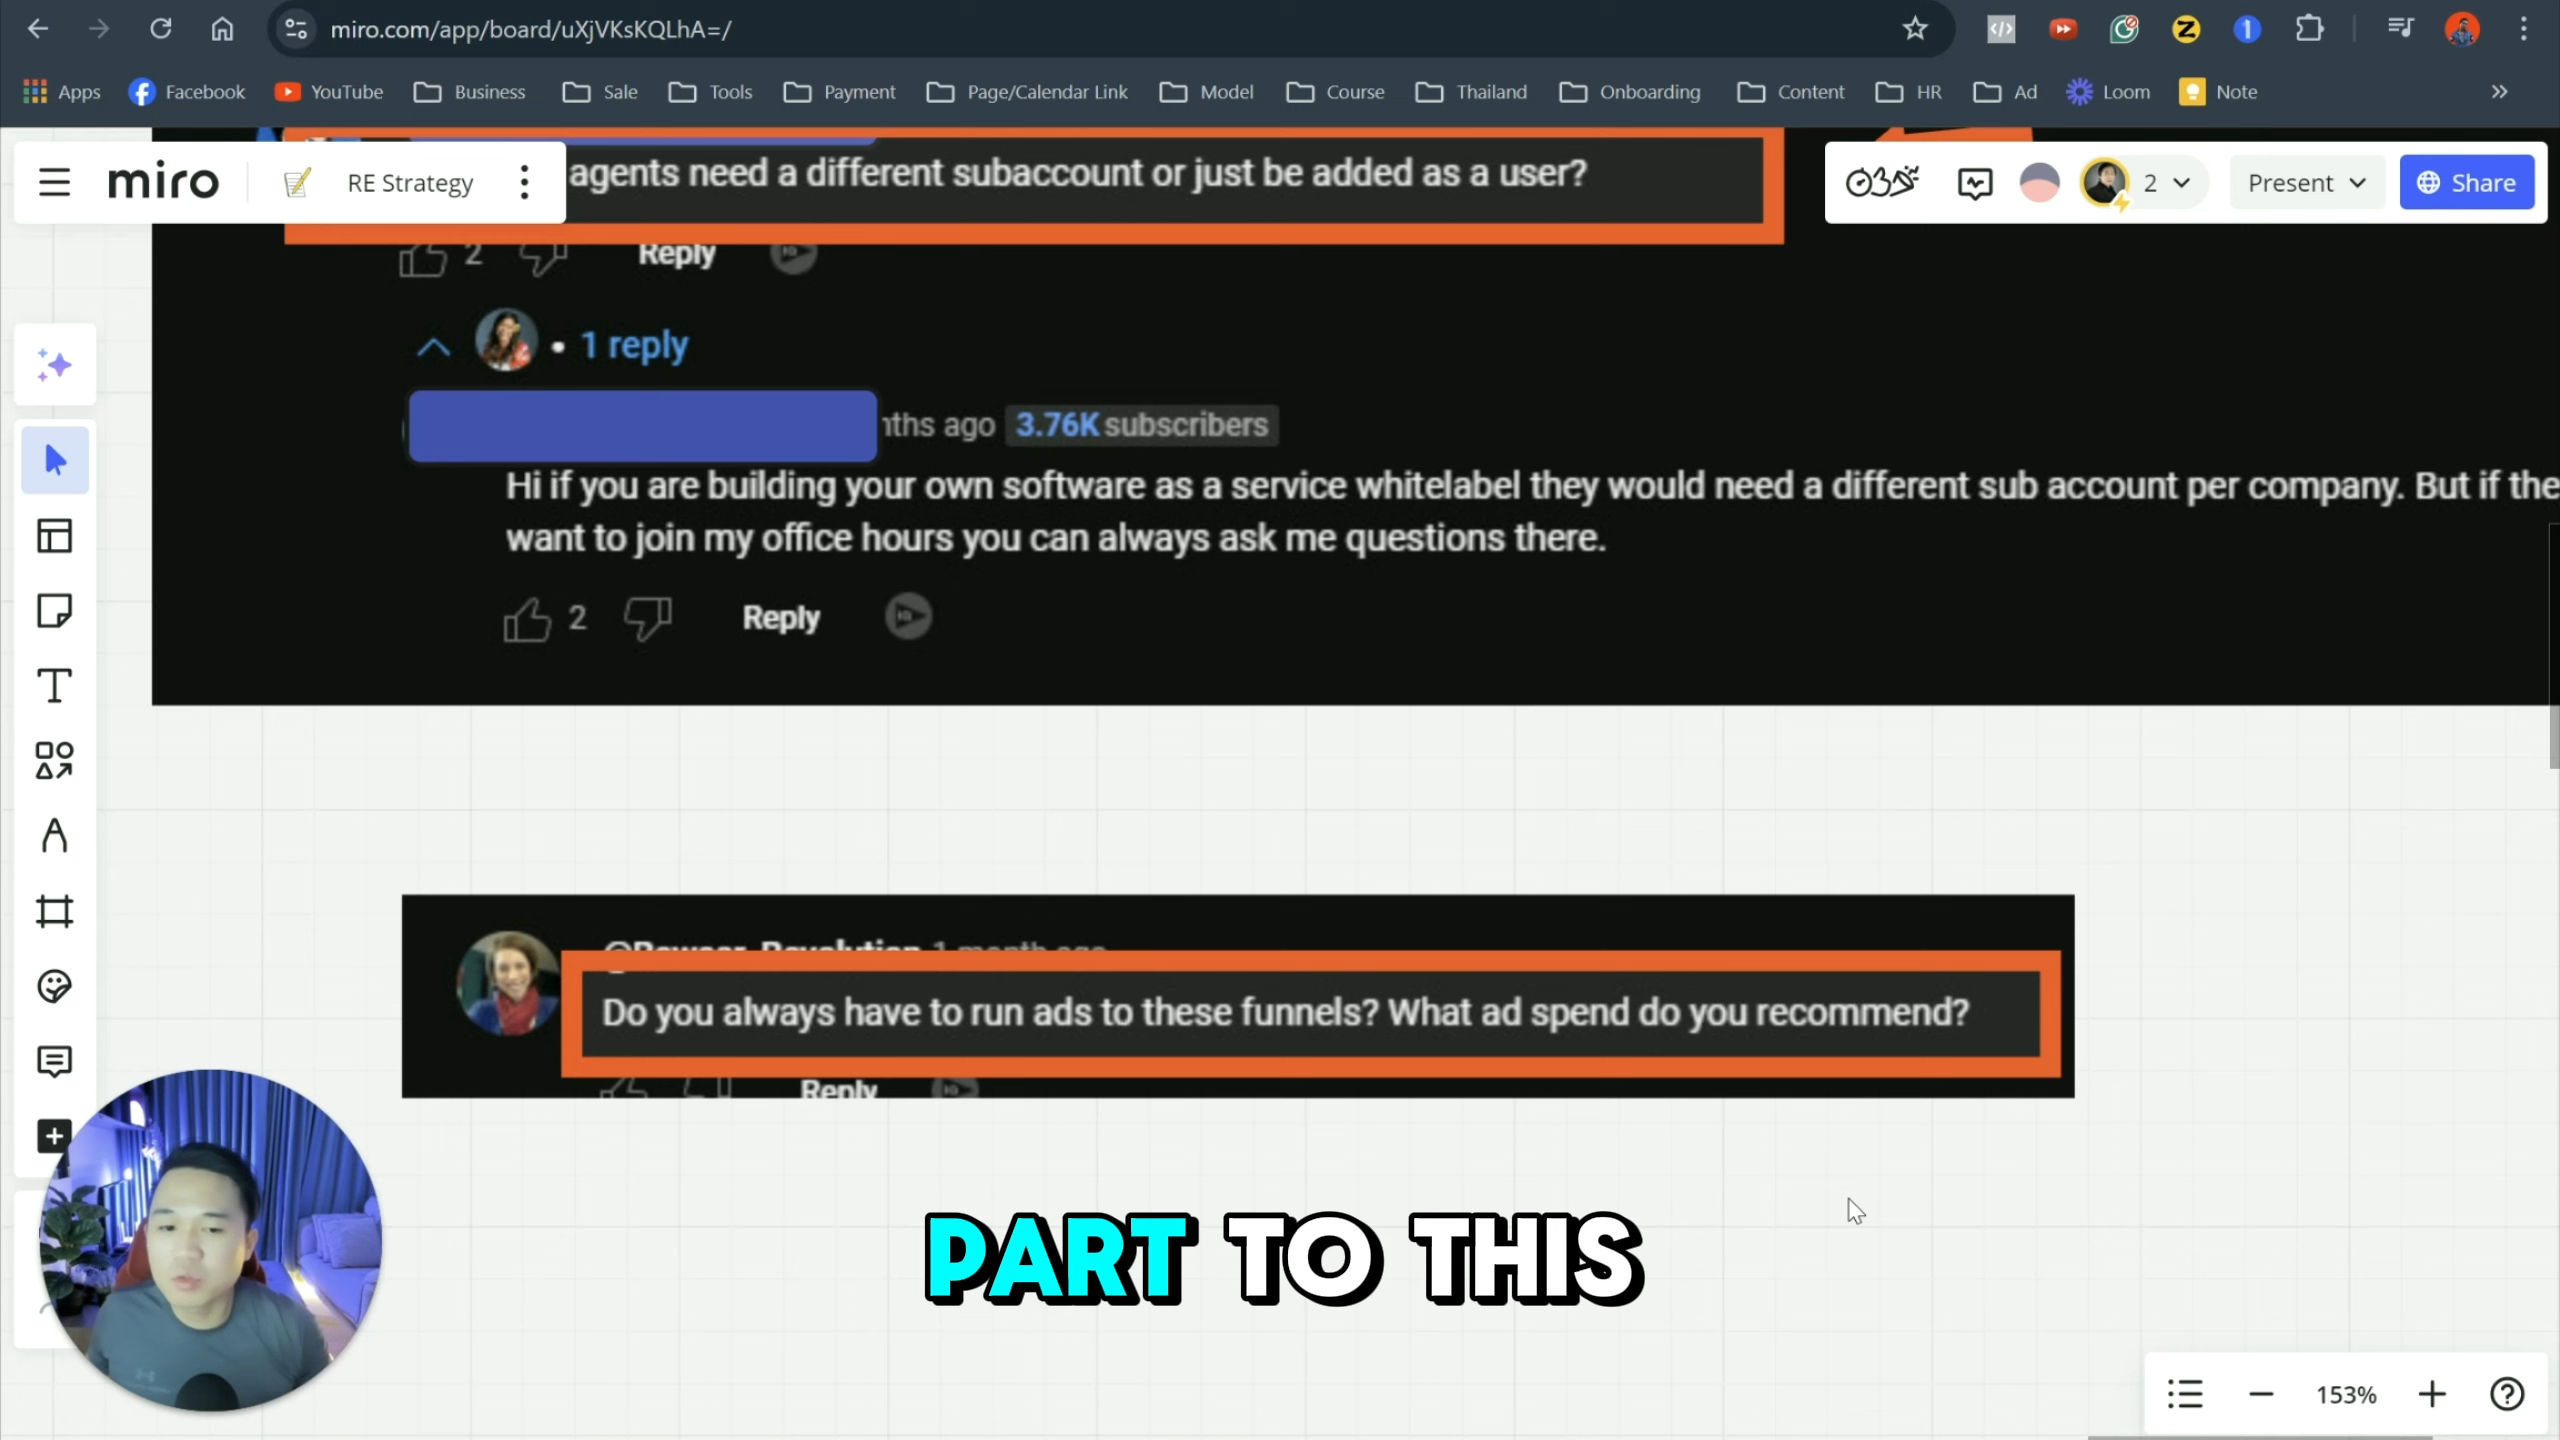 miro.com/app/board/uXjVKsKQLhA=/
Apps Facebook YouTube Business Sale Tools Payment Page/Calendar Link Model Course Thailand Onboarding Content HR Ad Loom Note
miro RE Strategy
agents need a different subaccount or just be added as a user?
2 Present Share
2 Reply
• 1 reply
ths ago 3.76K subscribers
Hi if you are building your own software as a service whitelabel they would need a different sub account per company. But if the
want to join my office hours you can always ask me questions there.
2 Reply
1 month ago
Do you always have to run ads to these funnels? What ad spend do you recommend?
Reply
PART TO THIS
153%